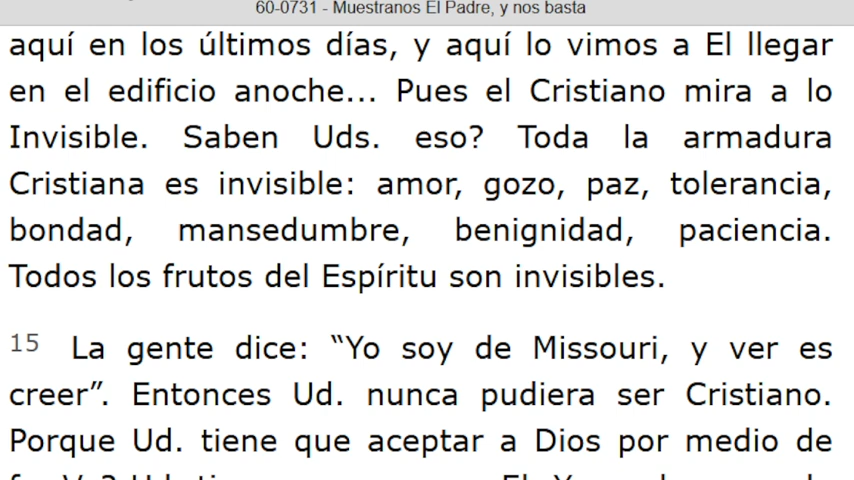 60-0731 - Muestranos El Padre, y nos basta
aquí en los últimos días, y aquí lo vimos a El llegar
en el edificio anoche... Pues el Cristiano mira a lo
Invisible. Saben Uds. eso? Toda la armadura
Cristiana es invisible: amor, gozo, paz, tolerancia,
bondad, mansedumbre, benignidad, paciencia.
Todos los frutos del Espíritu son invisibles.
15 La gente dice: “Yo soy de Missouri, y ver es
creer”. Entonces Ud. nunca pudiera ser Cristiano.
Porque Ud. tiene que aceptar a Dios por medio de